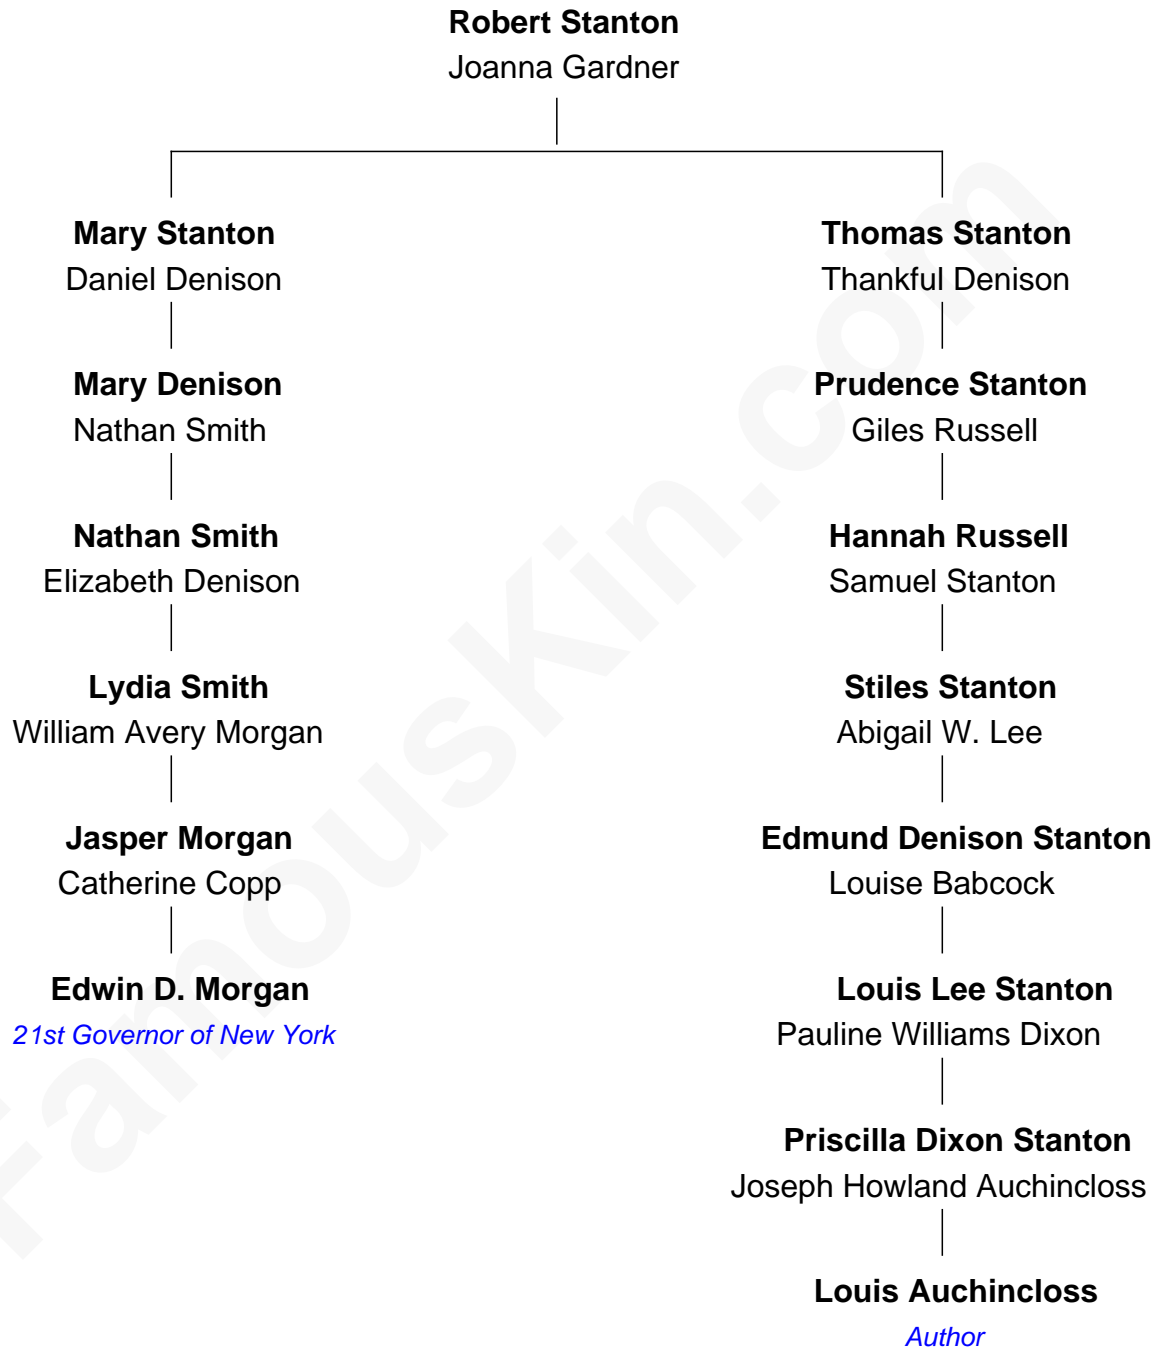 Robert Stanton
Joanna Gardner
Mary Stanton
Daniel Denison
Thomas Stanton
Thankful Denison
Mary Denison
Nathan Smith
Prudence Stanton
Giles Russell
Nathan Smith
Elizabeth Denison
Hannah Russell
Samuel Stanton
Lydia Smith
William Avery Morgan
Stiles Stanton
Abigail W. Lee
Jasper Morgan
Catherine Copp
Edmund Denison Stanton
Louise Babcock
Edwin D. Morgan
21st Governor of New York
Louis Lee Stanton
Pauline Williams Dixon
Priscilla Dixon Stanton
Joseph Howland Auchincloss
Louis Auchincloss
Author
FamousKin.com